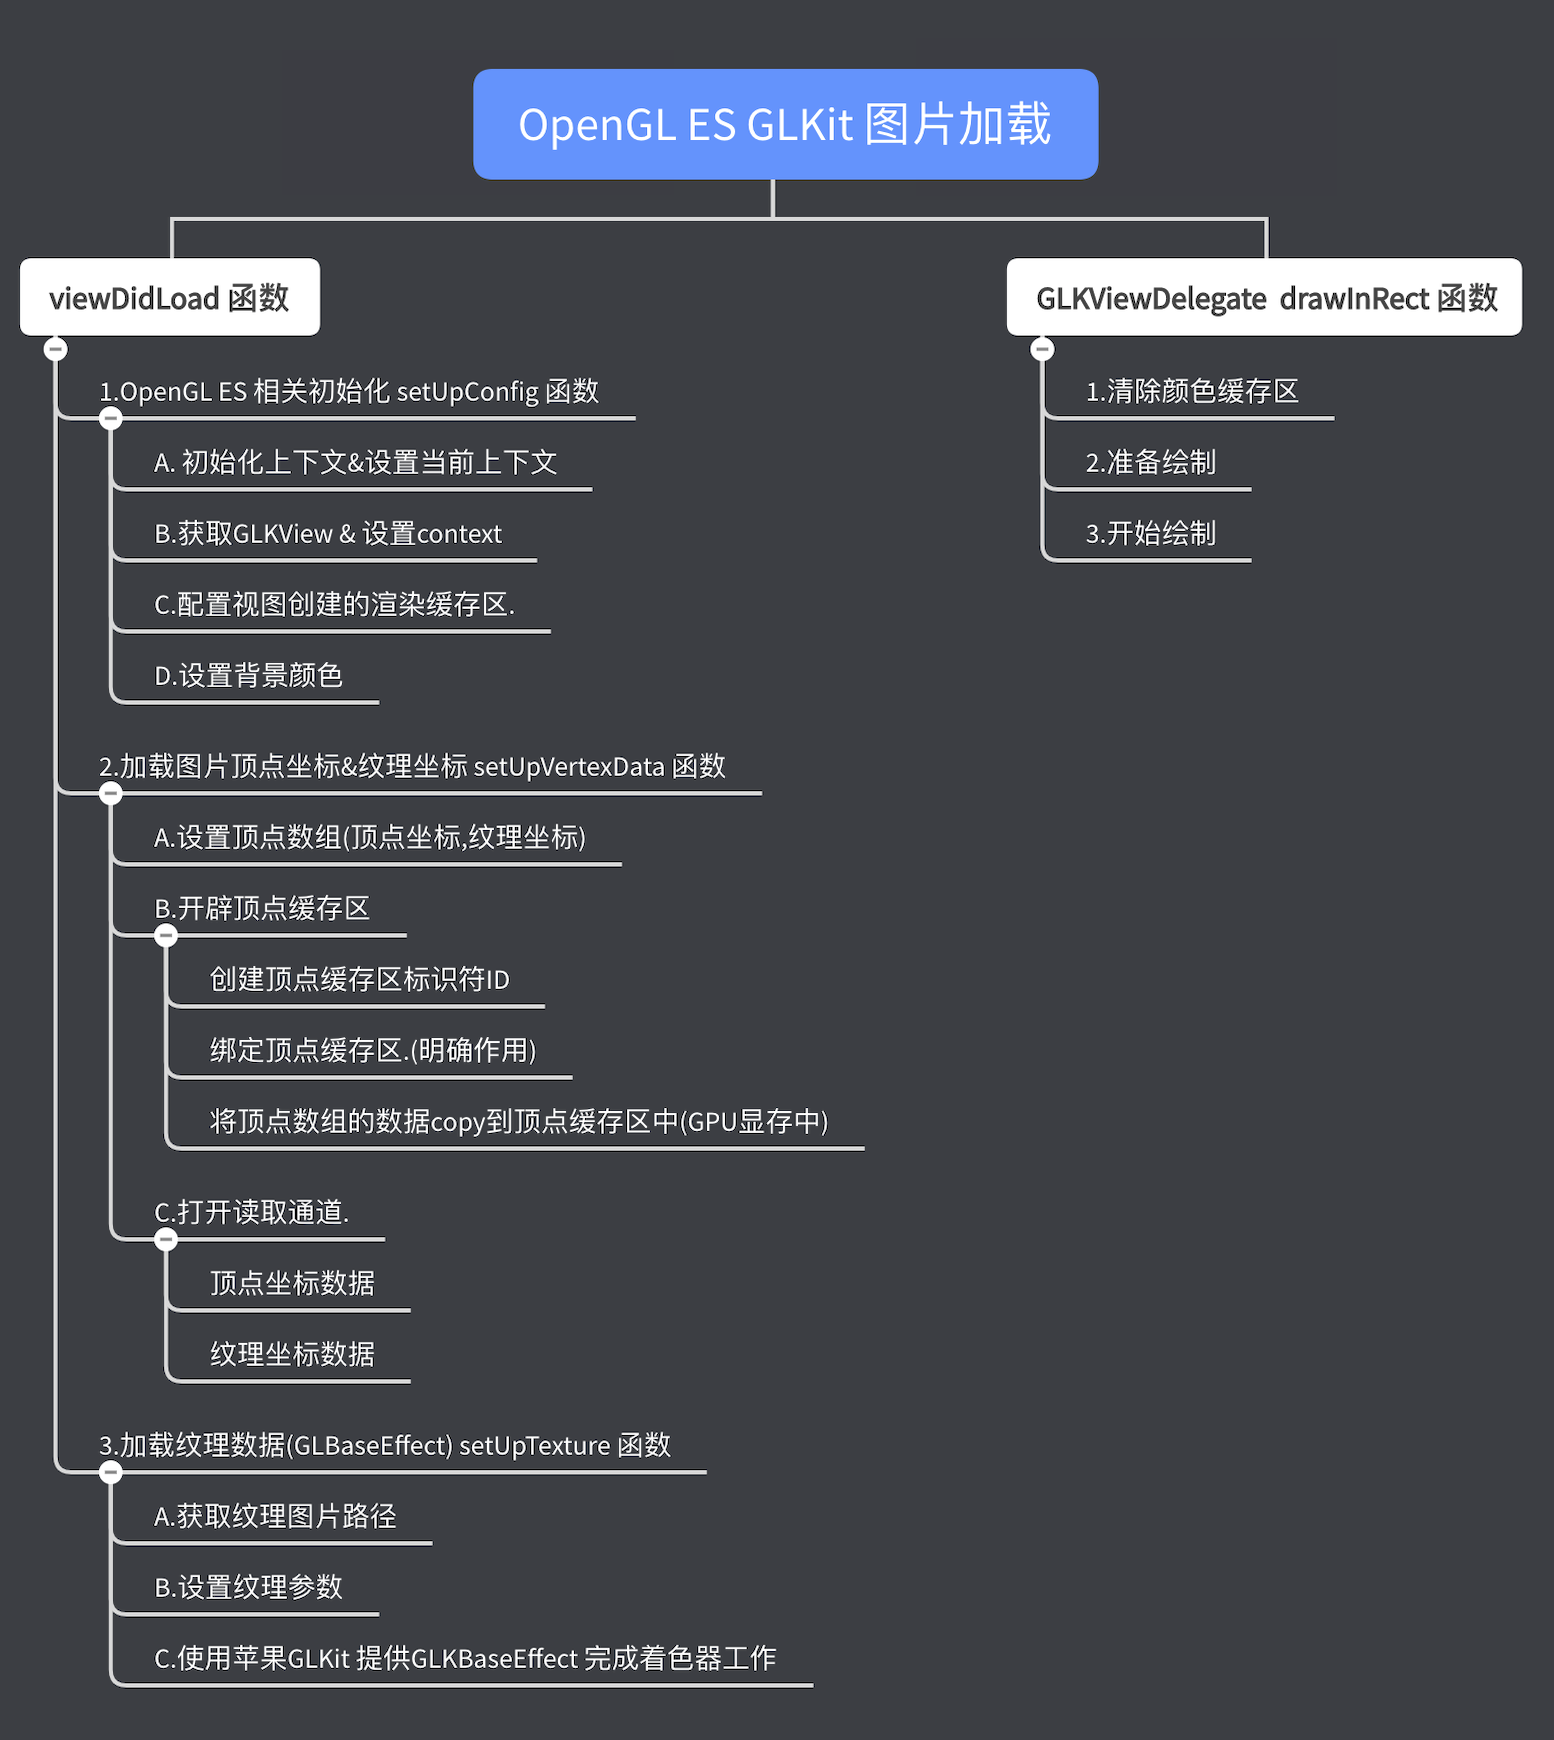 OpenGL ES GLKit 图片加载
viewDidLoad 函数
1.OpenGL ES 相关初始化 setUpConfig 函数
A. 初始化上下文&设置当前上下文
B.获取GLKView & 设置context
C.配置视图创建的渲染缓存区.
D.设置背景颜色
2.加载图片顶点坐标&纹理坐标 setUpVertexData 函数
A.设置顶点数组(顶点坐标,纹理坐标)
B.开辟顶点缓存区
创建顶点缓存区标识符ID
绑定顶点缓存区.(明确作用)
将顶点数组的数据copy到顶点缓存区中(GPU显存中)
C.打开读取通道.
顶点坐标数据
纹理坐标数据
3.加载纹理数据(GLBaseEffect) setUpTexture 函数
A.获取纹理图片路径
B.设置纹理参数
C.使用苹果GLKit 提供GLKBaseEffect 完成着色器工作
GLKViewDelegate  drawInRect 函数
1.清除颜色缓存区
2.准备绘制
3.开始绘制